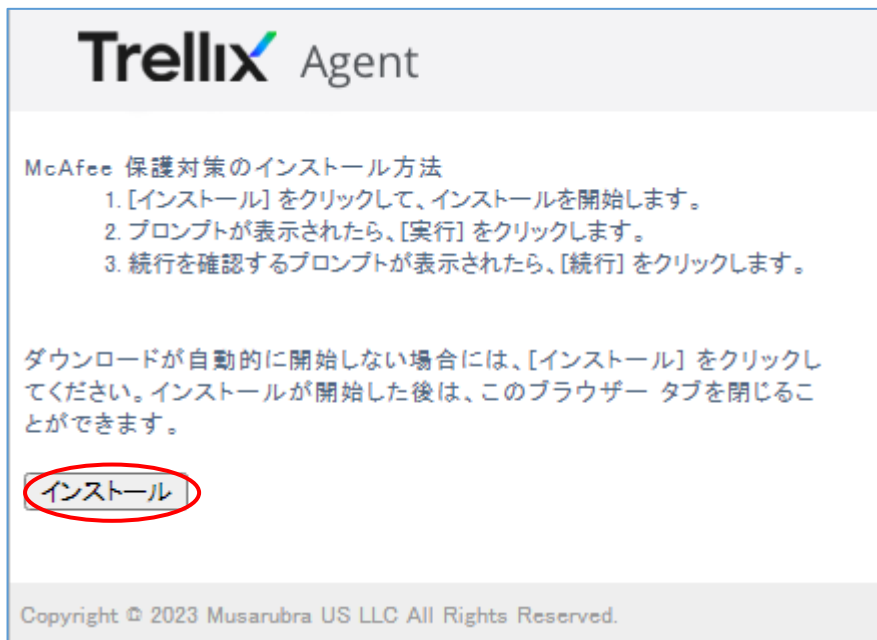 Trellix Agent
McAfee 保護対策のインストール方法
1. [インストール] をクリックして、インストールを開始します。
2. プロンプトが表示されたら、[実行] をクリックします。
3. 続行を確認するプロンプトが表示されたら、[続行] をクリックします。
ダウンロードが自動的に開始しない場合には、[インストール] をクリックし
てください。インストールが開始した後は、このブラウザー タブを閉じるこ
とができます。
インストール
Copyright © 2023 Musarubra US LLC All Rights Reserved.